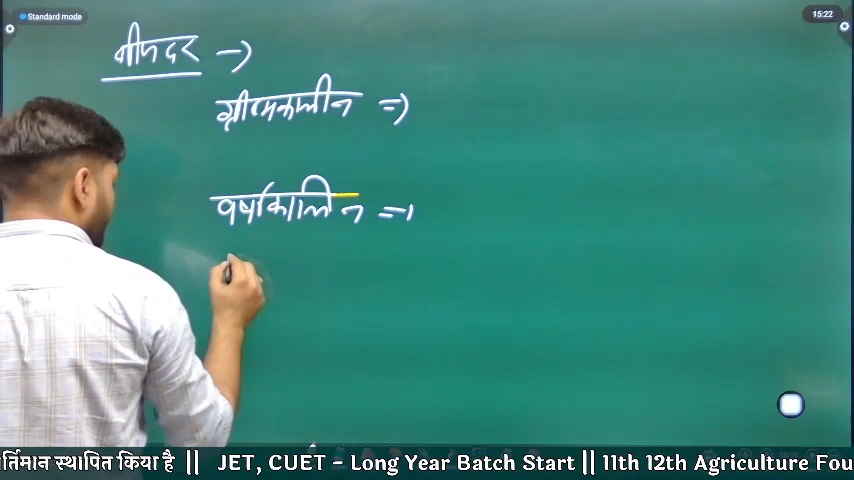 Standard mode
15:22
बीज दर →
ग्रीष्मकालीन ⇒
वर्षाकालिन =
र्तिमान स्थापित किया है || JET, CUET - Long Year Batch Start || 11th 12th Agriculture Fou